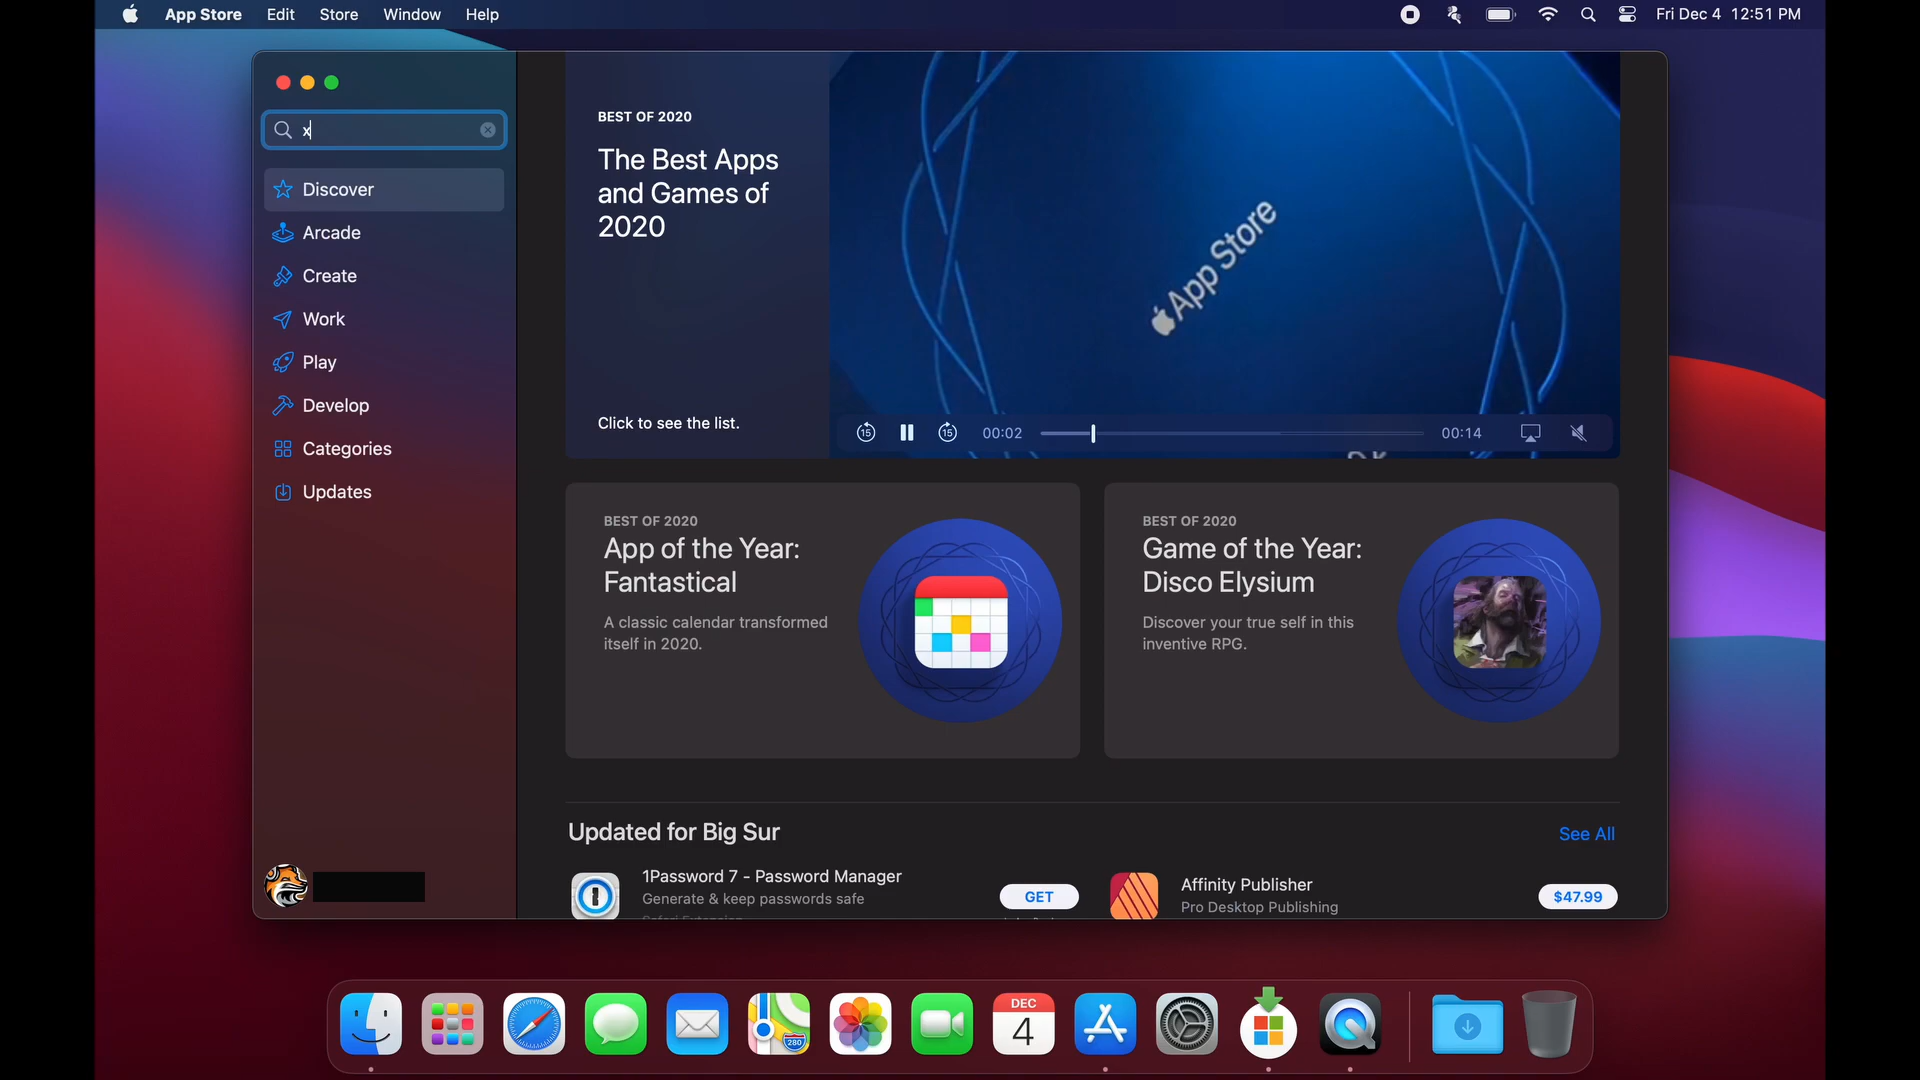 App Store Edit Store Window Help
Fri Dec 4 12:51 PM
x
Discover
Arcade
Create
Work
Play
Develop
Categories
Updates
BEST OF 2020
The Best Apps
and Games of
2020
Click to see the list.
App Store
15
15
00:02
00:14
BEST OF 2020
App of the Year:
Fantastical
A classic calendar transformed
itself in 2020.
BEST OF 2020
Game of the Year:
Disco Elysium
Discover your true self in this
inventive RPG.
Updated for Big Sur
See All
1Password 7 - Password Manager
Generate & keep passwords safe
GET
Affinity Publisher
Pro Desktop Publishing
$47.99
280
DEC
4